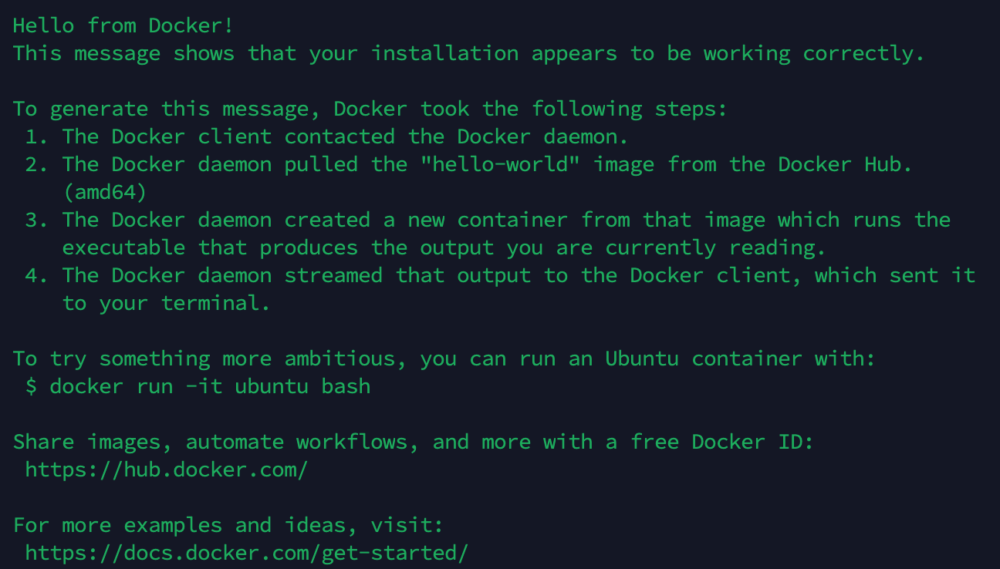 Hello from Docker!
This message shows that your installation appears to be working correctly.

To generate this message, Docker took the following steps:
 1. The Docker client contacted the Docker daemon.
 2. The Docker daemon pulled the "hello-world" image from the Docker Hub.
    (amd64)
 3. The Docker daemon created a new container from that image which runs the
    executable that produces the output you are currently reading.
 4. The Docker daemon streamed that output to the Docker client, which sent it
    to your terminal.

To try something more ambitious, you can run an Ubuntu container with:
 $ docker run -it ubuntu bash

Share images, automate workflows, and more with a free Docker ID:
 https://hub.docker.com/

For more examples and ideas, visit:
 https://docs.docker.com/get-started/